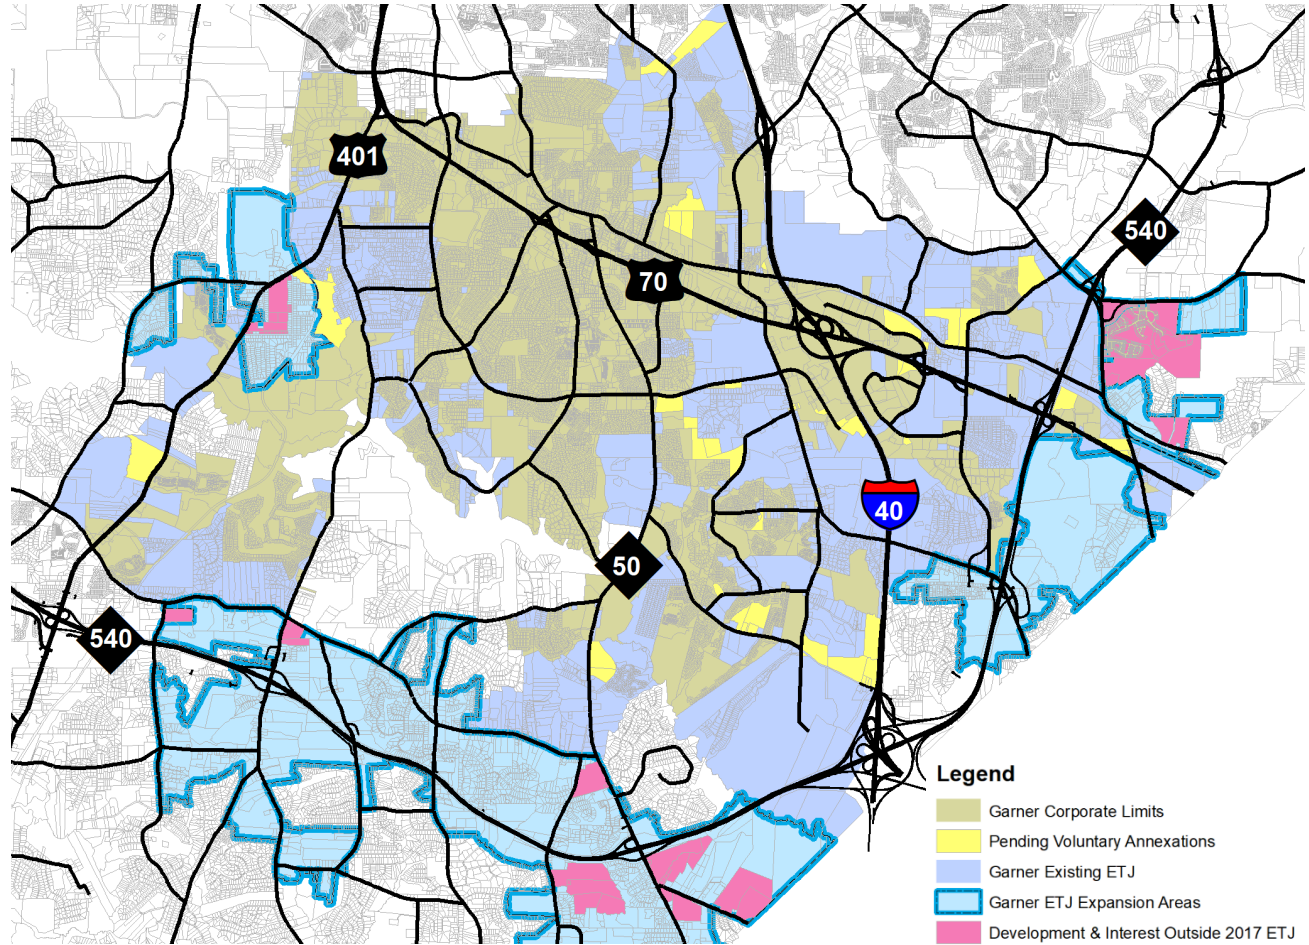 401
540
70
40
50
540
Legend
Garner Corporate Limits
Pending Voluntary Annexations
Garner Existing ETJ
Garner ETJ Expansion Areas
Development & Interest Outside 2017 ETJ